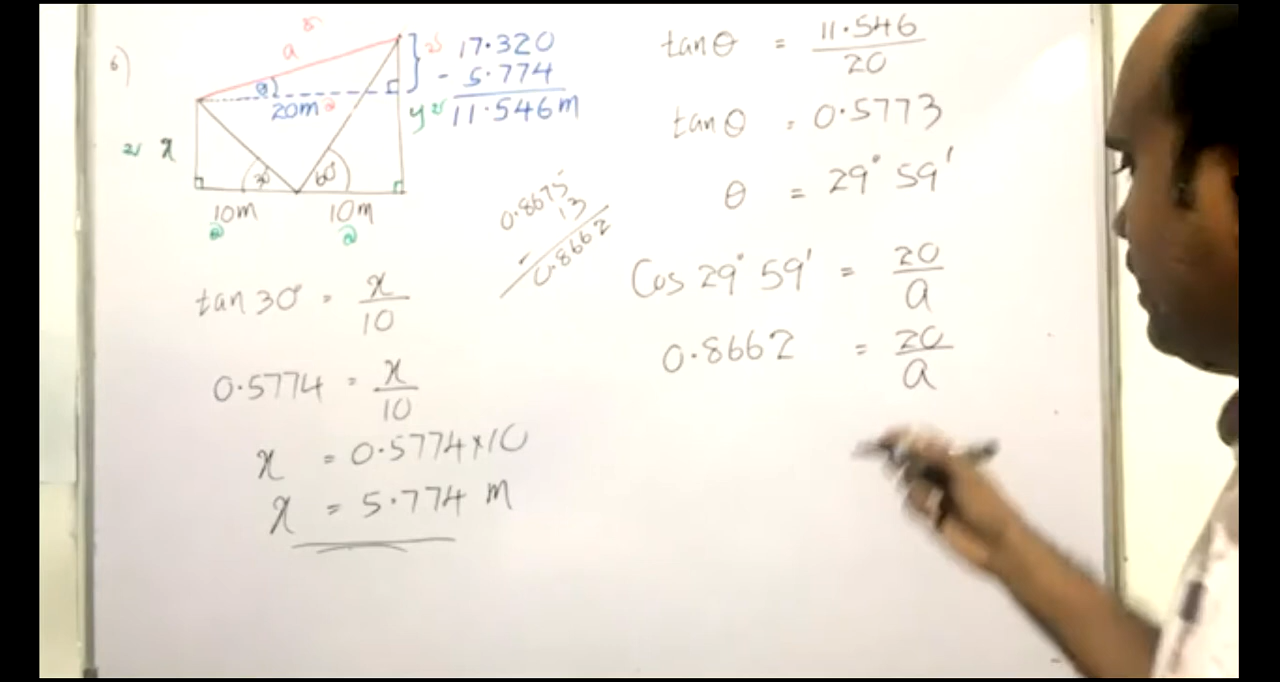 6)
a
θ
20m
17.320
- 5.774
y 11.546m
x
30°
60°
10m
10m
0.8675
13
-
0.8662
tan 30° = x/10
0.5774 = x/10
x = 0.5774×10
x = 5.774 m
tanθ = 11.546/20
tanθ = 0.5773
θ = 29° 59'
Cos 29° 59' = 20/a
0.8662 = 20/a